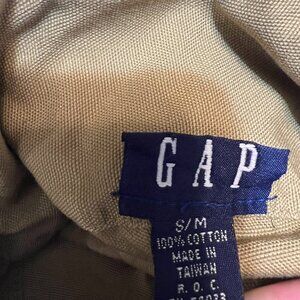 GAP
S/M
100% COTTON
MADE IN
TAIWAN
R. O. C.